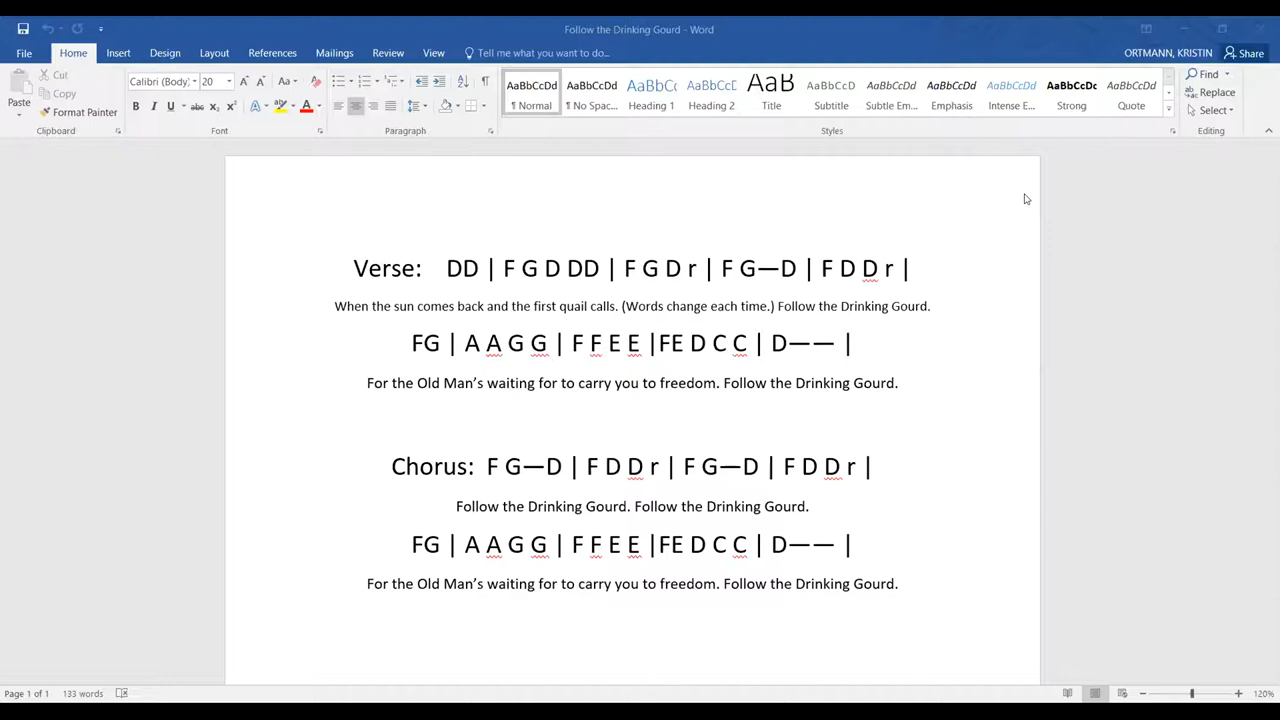 Follow the Drinking Gourd - Word
File Home Insert Design Layout References Mailings Review View Tell me what you want to do... ORTMANN, KRISTIN Share
Paste Cut Copy Format Painter
Calibri (Body) 20
AaBbCcDd AaBbCcDd AaBbCc AaBbCcD AaB AaBbCcD AaBbCcDd AaBbCcDd AaBbCcDd AaBbCcDc AaBbCcDd
¶ Normal ¶ No Spac... Heading 1 Heading 2 Title Subtitle Subtle Em... Emphasis Intense E... Strong Quote
Find Replace Select
Clipboard Font Paragraph Styles Editing
Verse: DD | F G D DD | F G D r | F G—D | F D D r |
When the sun comes back and the first quail calls. (Words change each time.) Follow the Drinking Gourd.
FG | A A G G | F F E E |FE D C C | D—— |
For the Old Man's waiting for to carry you to freedom. Follow the Drinking Gourd.
Chorus: F G—D | F D D r | F G—D | F D D r |
Follow the Drinking Gourd. Follow the Drinking Gourd.
FG | A A G G | F F E E |FE D C C | D—— |
For the Old Man's waiting for to carry you to freedom. Follow the Drinking Gourd.
Page 1 of 1 133 words 120%